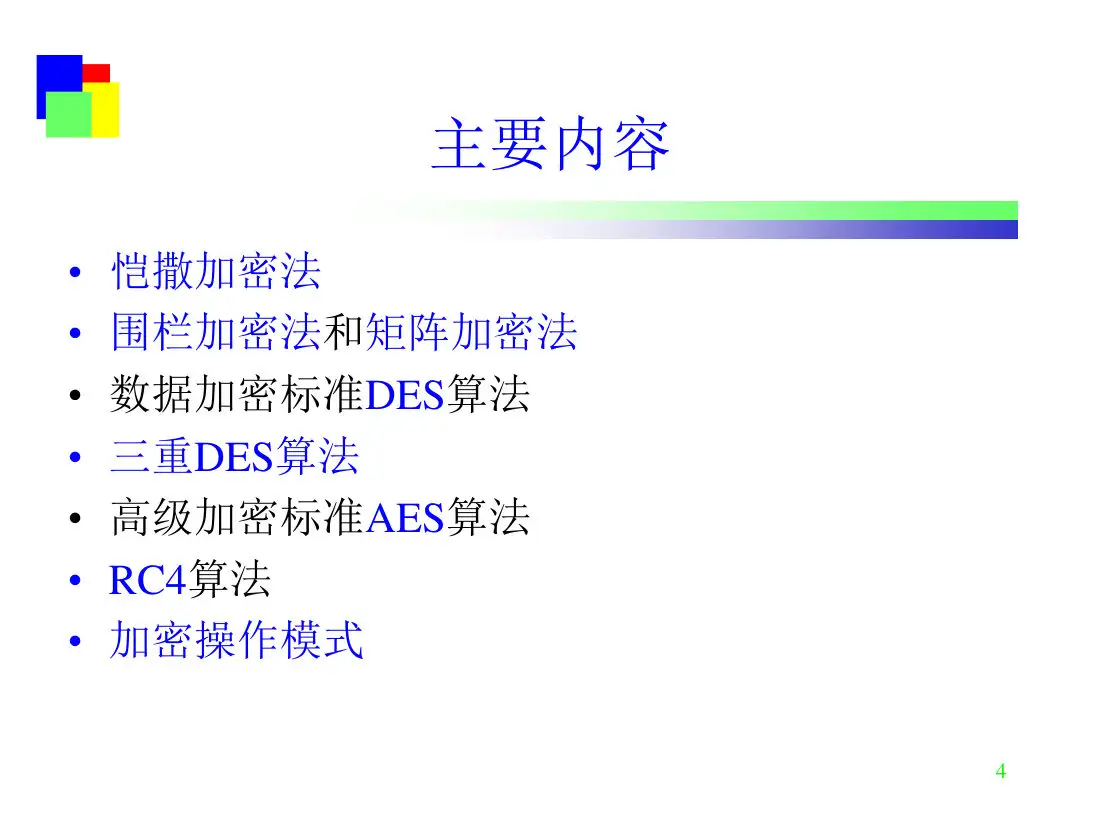 主要内容
• 恺撒加密法
• 围栏加密法和矩阵加密法
• 数据加密标准DES算法
• 三重DES算法
• 高级加密标准AES算法
• RC4算法
• 加密操作模式
4